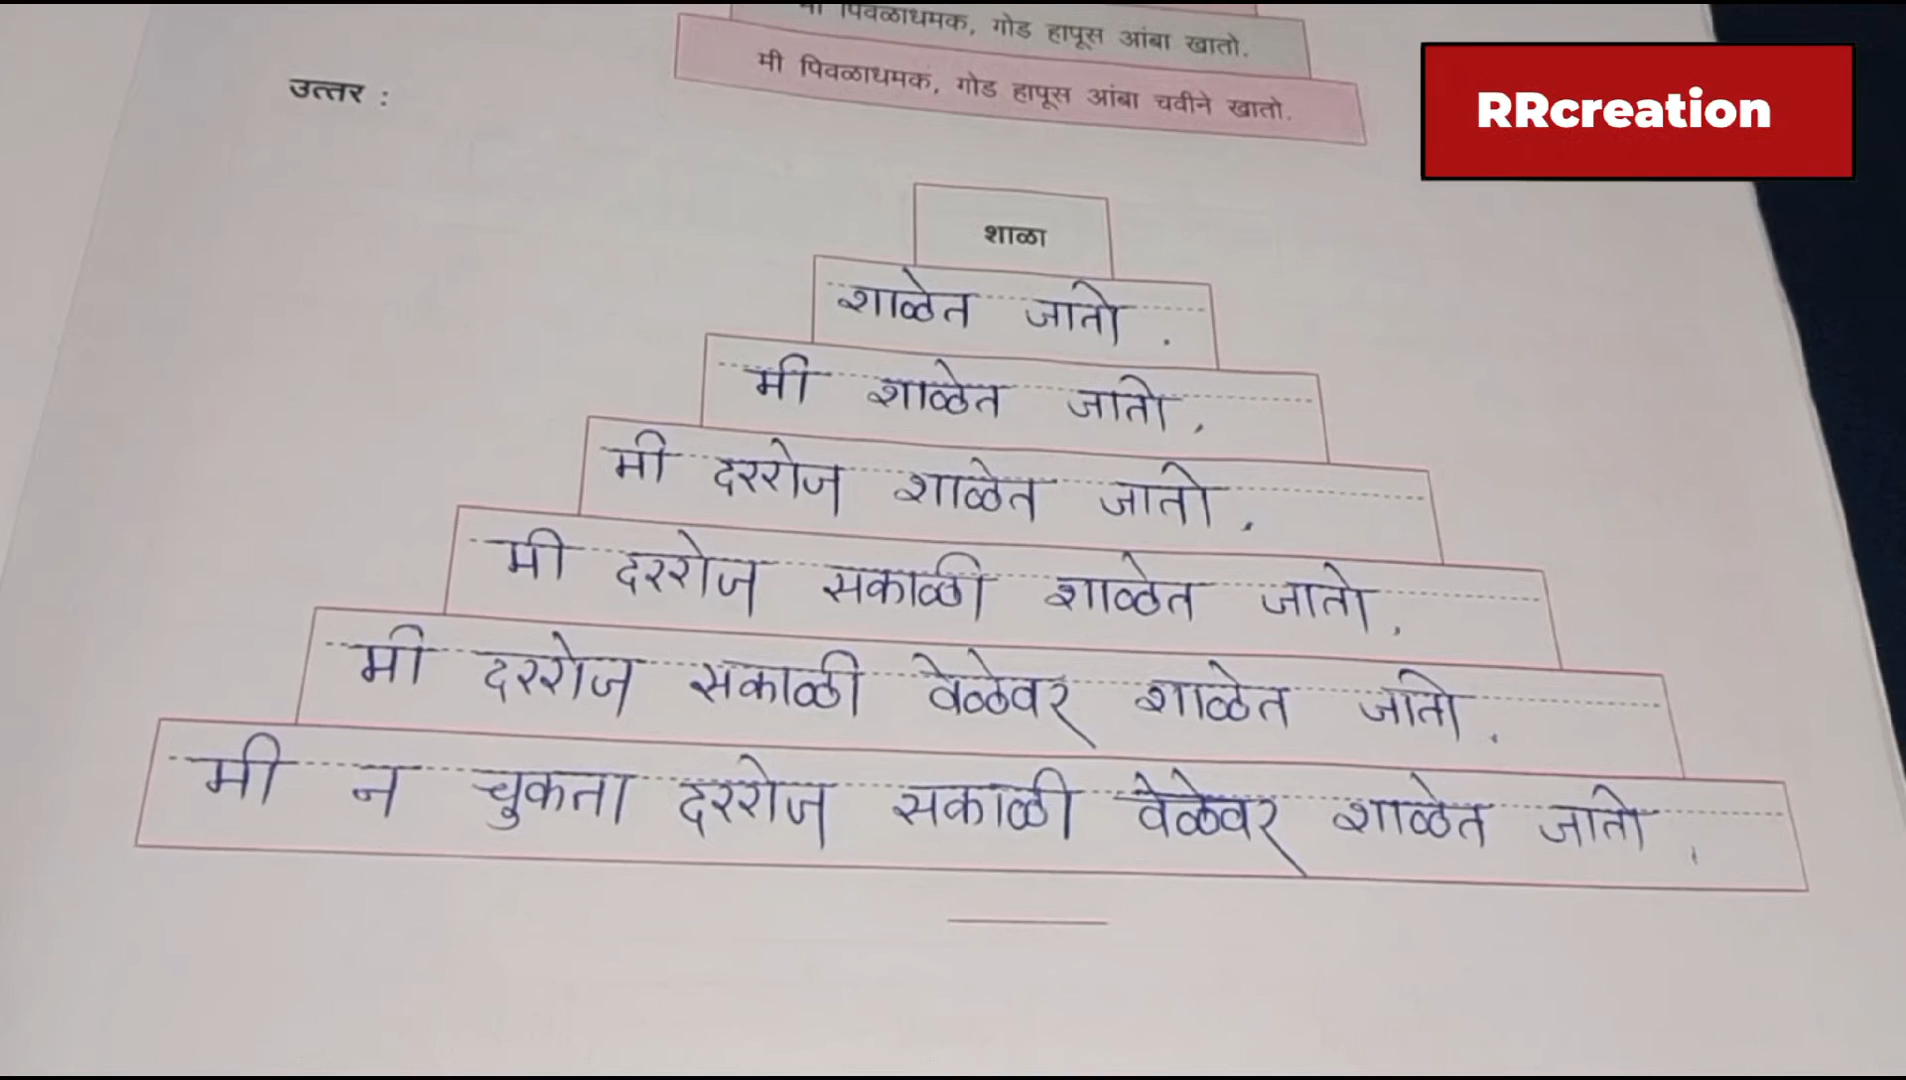 मी पिवळाधमक, गोड हापूस आंबा खातो.
मी पिवळाधमक, गोड हापूस आंबा चवीने खातो.
RRcreation
उत्तर :
शाळा
शाळेत जातो .
मी शाळेत जातो .
मी दररोज शाळेत जातो .
मी दररोज सकाळी शाळेत जातो .
मी दररोज सकाळी वेळेवर शाळेत जातो .
मी न चुकता दररोज सकाळी वेळेवर शाळेत जातो .